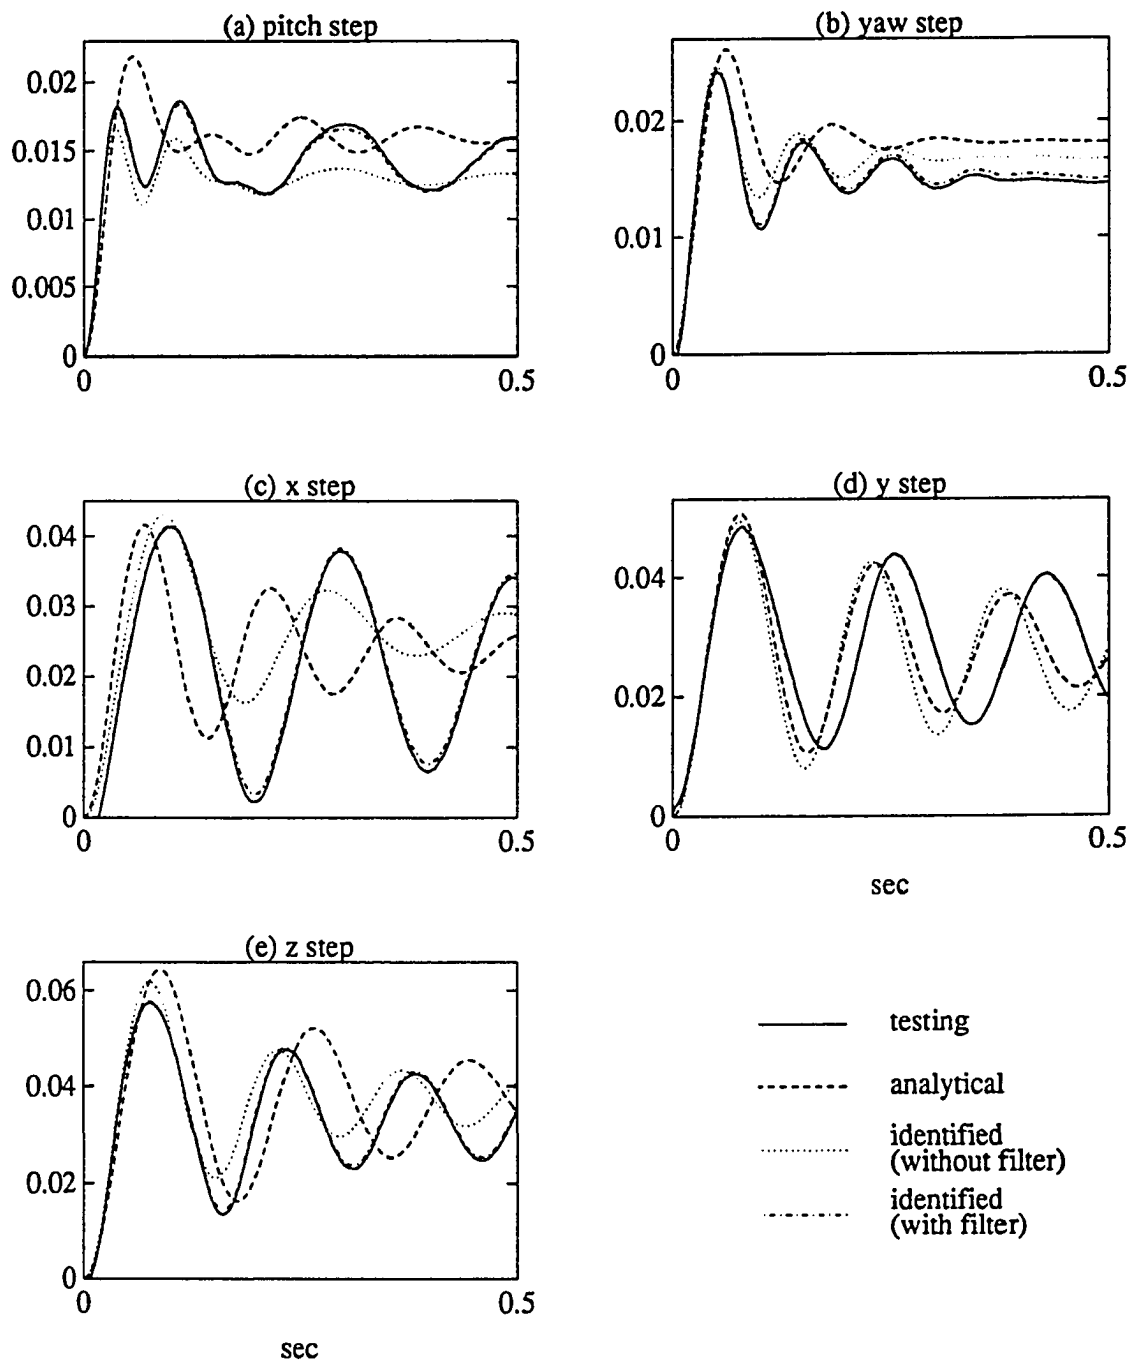 (a) pitch step
0.02
0.015
0.01
0.005
0
0
0.5
(b) yaw step
0.02
0.01
0
0
0.5
(c) x step
0.04
0.03
0.02
0.01
0
0
0.5
(d) y step
0.04
0.02
0
0
0.5
sec
(e) z step
0.06
0.04
0.02
0
0
0.5
sec
testing
analytical
identified
(without filter)
identified
(with filter)